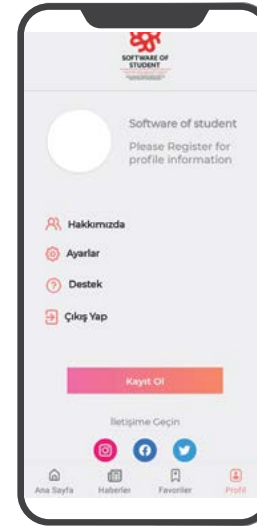 SOFTWARE OF
STUDENT
Software of student
Please Register for
profile information
Hakkımızda
Ayarlar
Destek
Çıkış Yap
Kayıt Ol
İletişime Geçin
Ana Sayfa
Haberler
Favoriler
Profil